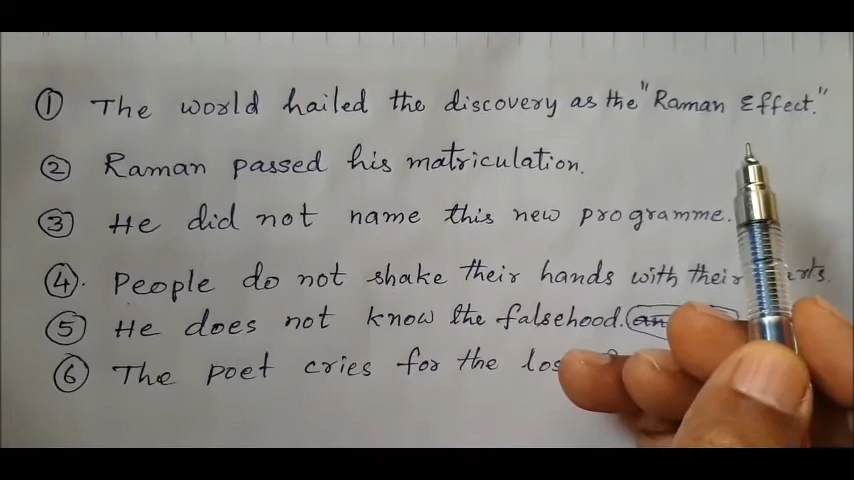 ① The world hailed the discovery as the "Raman Effect."
② Raman passed his matriculation.
③ He did not name this new programme.
④. People do not shake their hands with their
⑤ He does not know the falsehood.
⑥ The poet cries for the